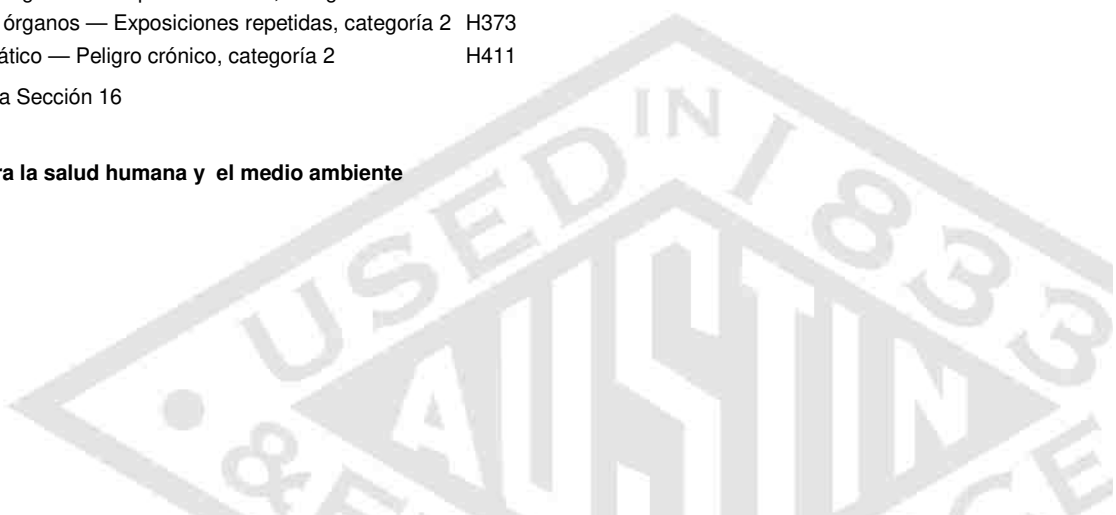 órganos — Exposiciones repetidas, categoría 2 H373
ático — Peligro crónico, categoría 2 H411
a Sección 16
ra la salud humana y el medio ambiente
USED IN 1833
AUSTIN
&